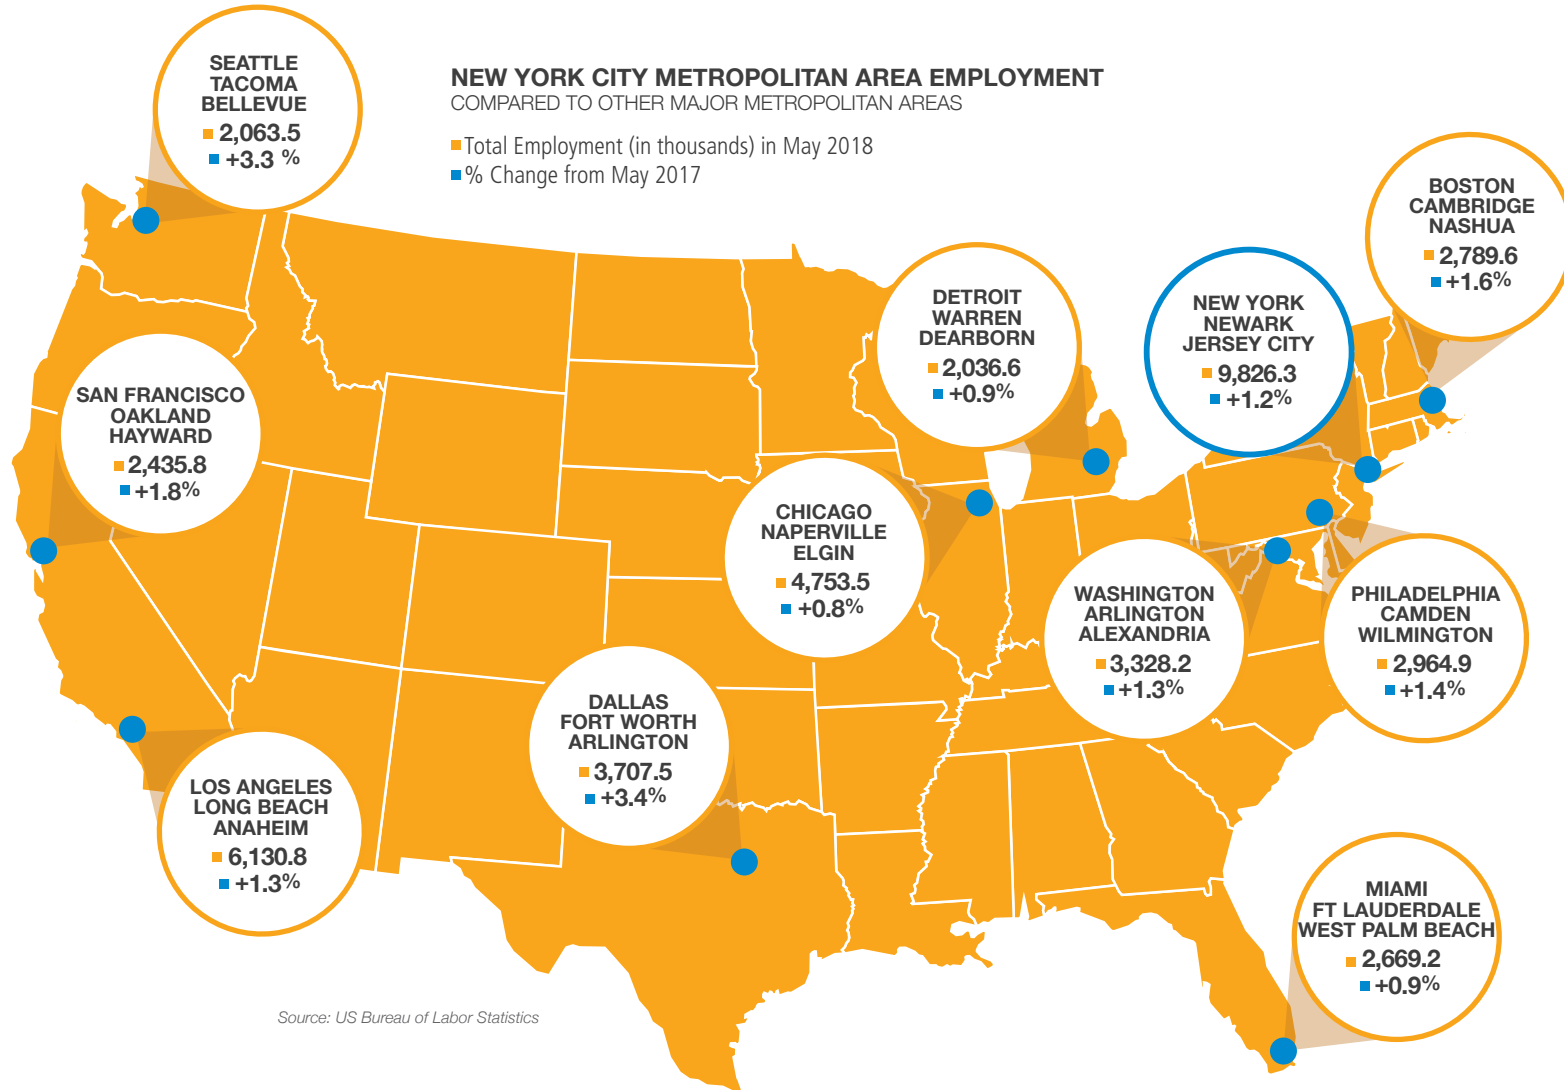 NEW YORK CITY METROPOLITAN AREA EMPLOYMENT
COMPARED TO OTHER MAJOR METROPOLITAN AREAS
Total Employment (in thousands) in May 2018
% Change from May 2017
SEATTLE
TACOMA
BELLEVUE
2,063.5
+3.3 %
BOSTON
CAMBRIDGE
NASHUA
2,789.6
+1.6%
DETROIT
WARREN
DEARBORN
2,036.6
+0.9%
NEW YORK
NEWARK
JERSEY CITY
9,826.3
+1.2%
SAN FRANCISCO
OAKLAND
HAYWARD
2,435.8
+1.8%
CHICAGO
NAPERVILLE
ELGIN
4,753.5
+0.8%
WASHINGTON
ARLINGTON
ALEXANDRIA
3,328.2
+1.3%
PHILADELPHIA
CAMDEN
WILMINGTON
2,964.9
+1.4%
DALLAS
FORT WORTH
ARLINGTON
3,707.5
+3.4%
LOS ANGELES
LONG BEACH
ANAHEIM
6,130.8
+1.3%
MIAMI
FT LAUDERDALE
WEST PALM BEACH
2,669.2
+0.9%
Source: US Bureau of Labor Statistics